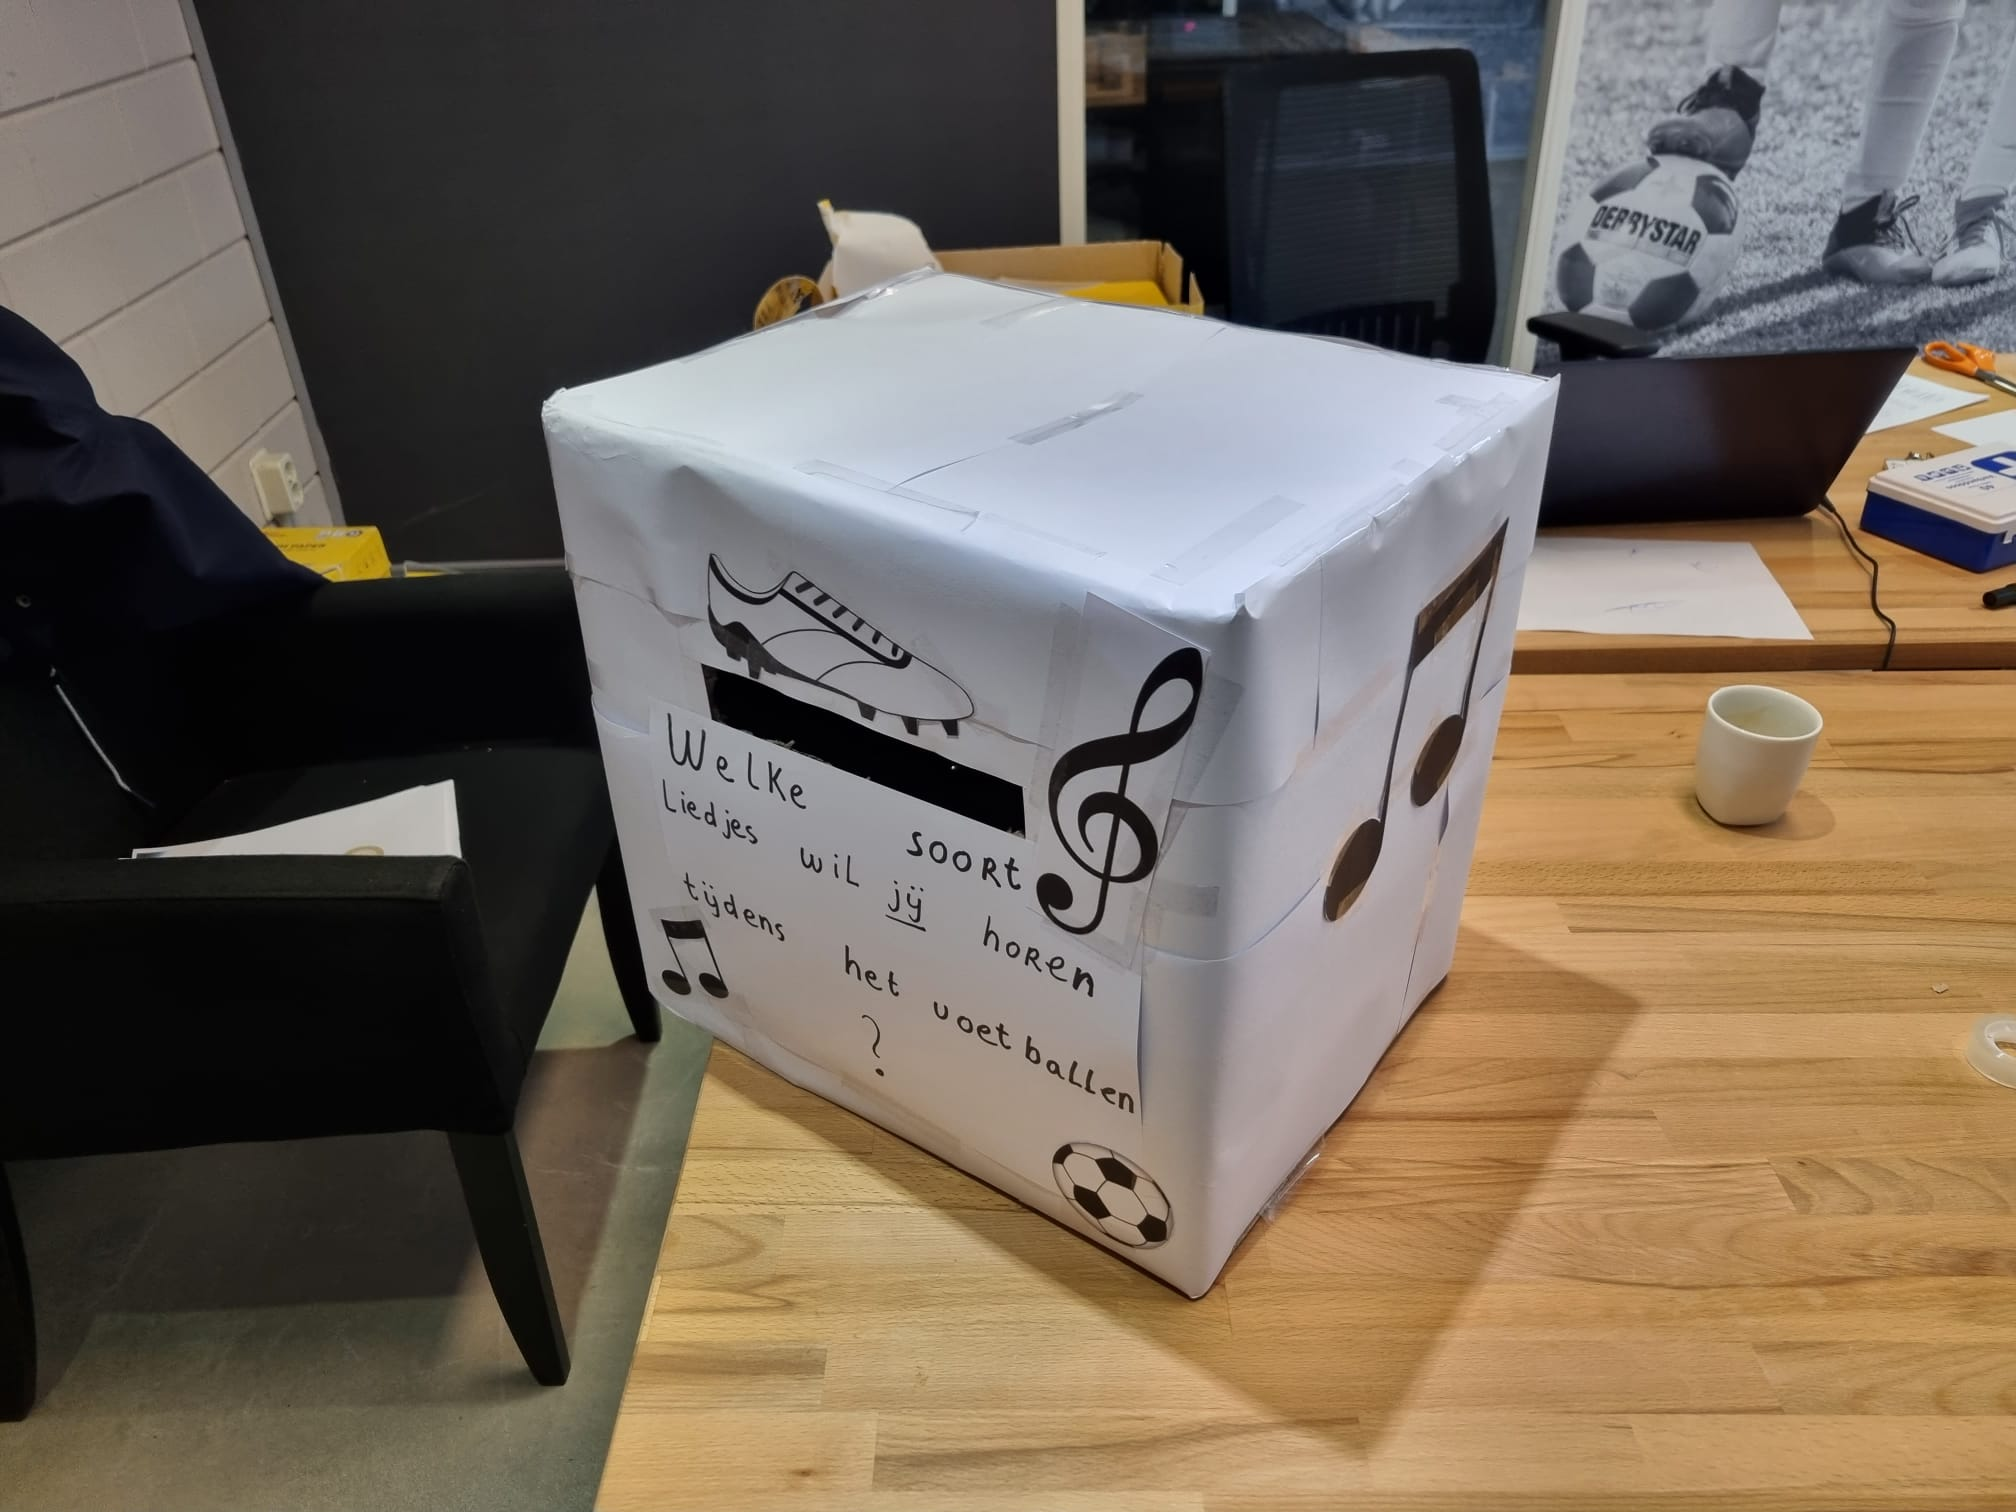 DERBYSTAR
Welke
soort
Liedjes wil jij horen
tijdens het voetballen
?